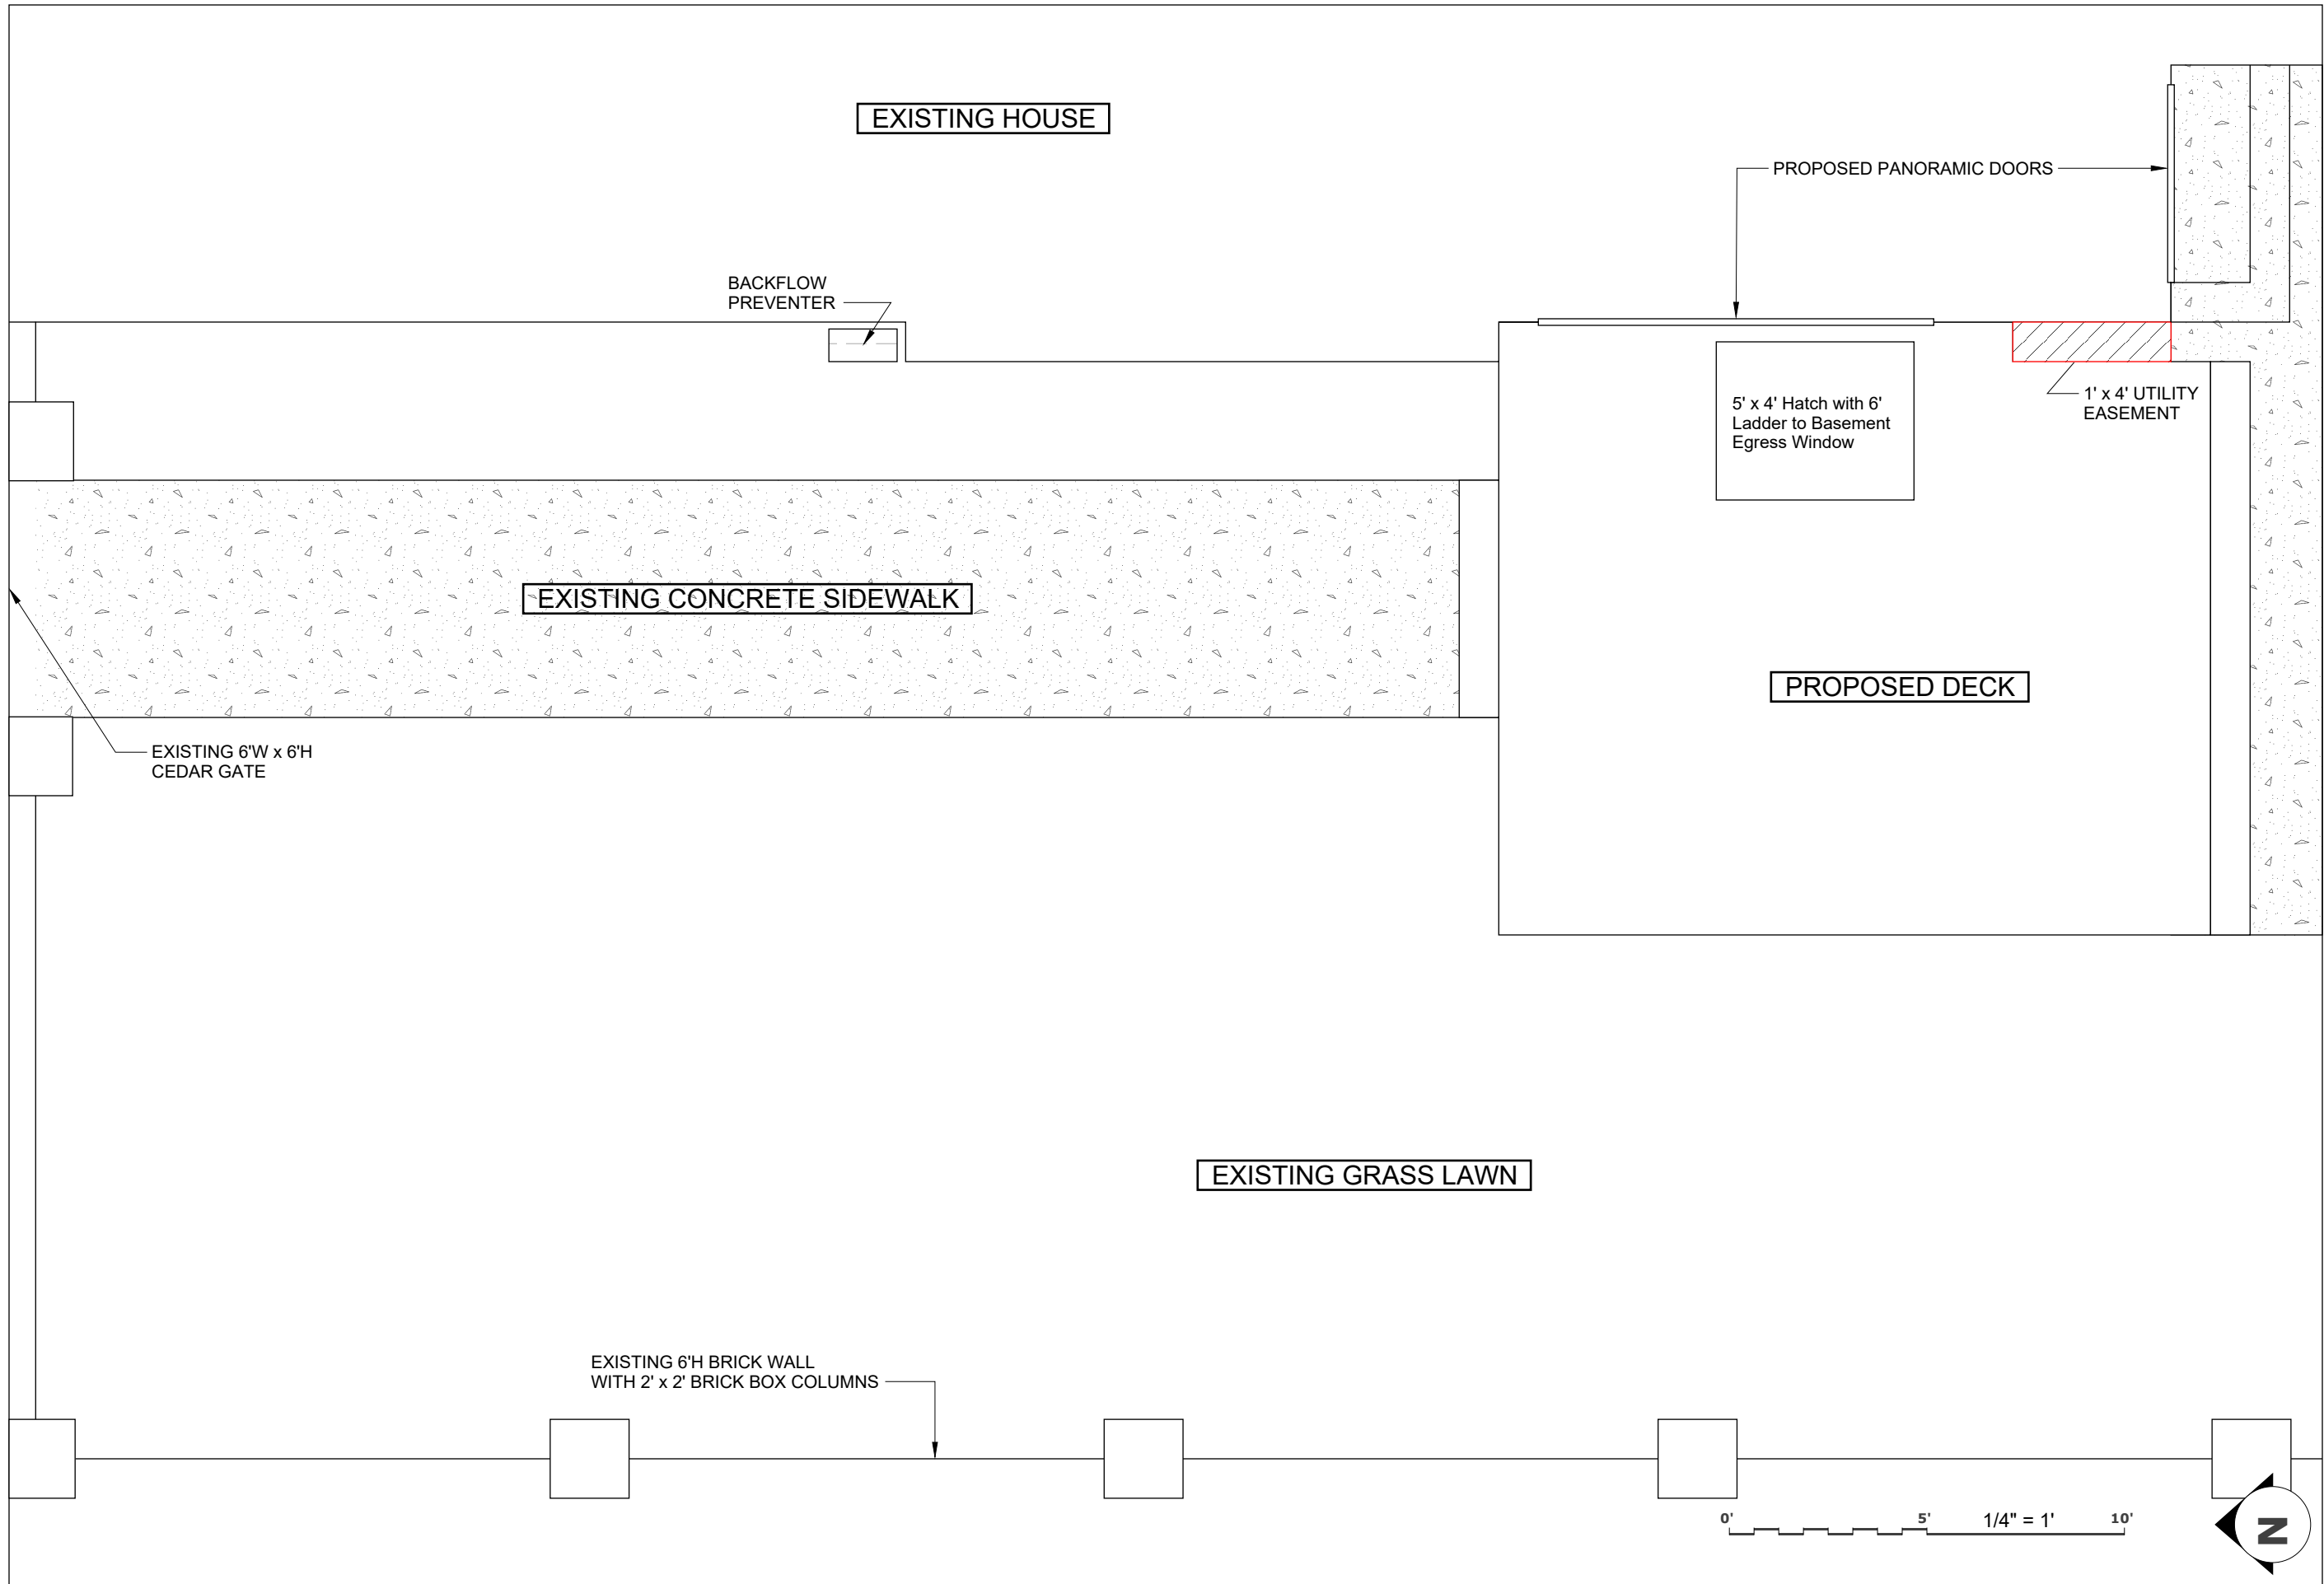 EXISTING HOUSE
PROPOSED PANORAMIC DOORS
BACKFLOW
PREVENTER
1' x 4' UTILITY
EASEMENT
5' x 4' Hatch with 6'
Ladder to Basement
Egress Window
EXISTING CONCRETE SIDEWALK
PROPOSED DECK
EXISTING 6'W x 6'H
CEDAR GATE
EXISTING GRASS LAWN
EXISTING 6'H BRICK WALL
WITH 2' x 2' BRICK BOX COLUMNS
0' 5' 1/4" = 1' 10'
N